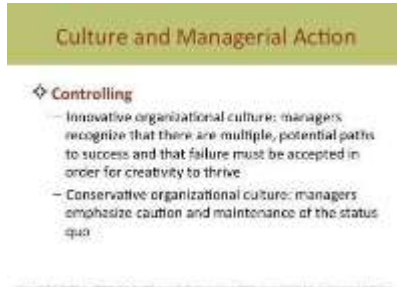 Culture and Managerial Action
❖ Controlling
– Innovative organizational culture: managers
recognize that there are multiple, potential paths
to success and that failure must be accepted in
order for creativity to thrive
– Conservative organizational culture: managers
emphasize caution and maintenance of the status
quo